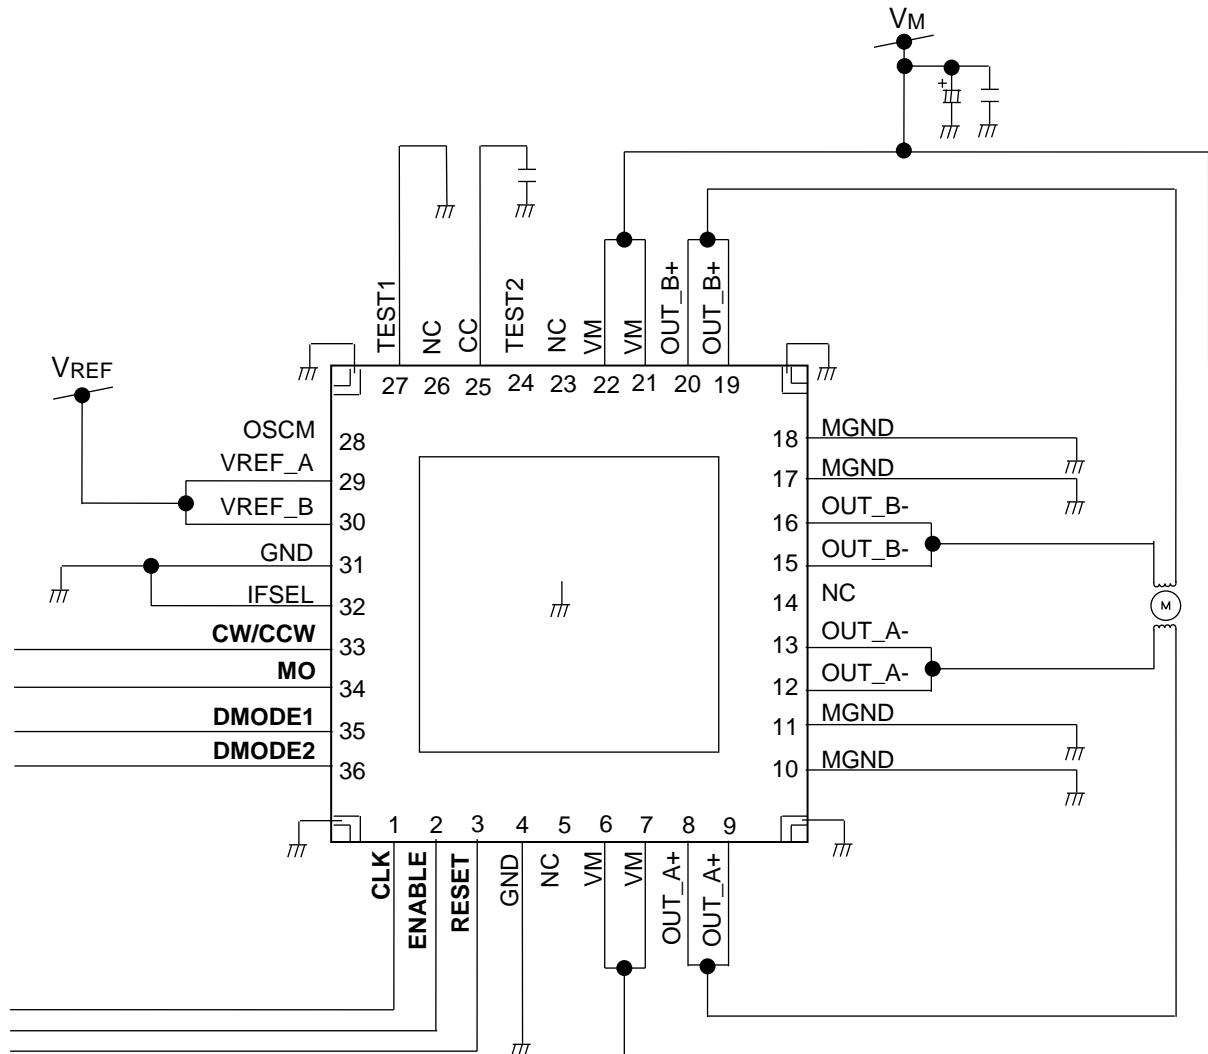 VM
+
TEST1
NC
CC
TEST2
NC
VM
VM
OUT_B+
OUT_B+
27 26 25 24 23 22 21 20 19
VREF
OSCM 28
VREF_A 29
VREF_B 30
GND 31
IFSEL 32
CW/CCW 33
MO 34
DMODE1 35
DMODE2 36
18 MGND
17 MGND
16 OUT_B-
15 OUT_B-
14 NC
13 OUT_A-
12 OUT_A-
11 MGND
10 MGND
M
1 2 3 4 5 6 7 8 9
CLK
ENABLE
RESET
GND
NC
VM
VM
OUT_A+
OUT_A+